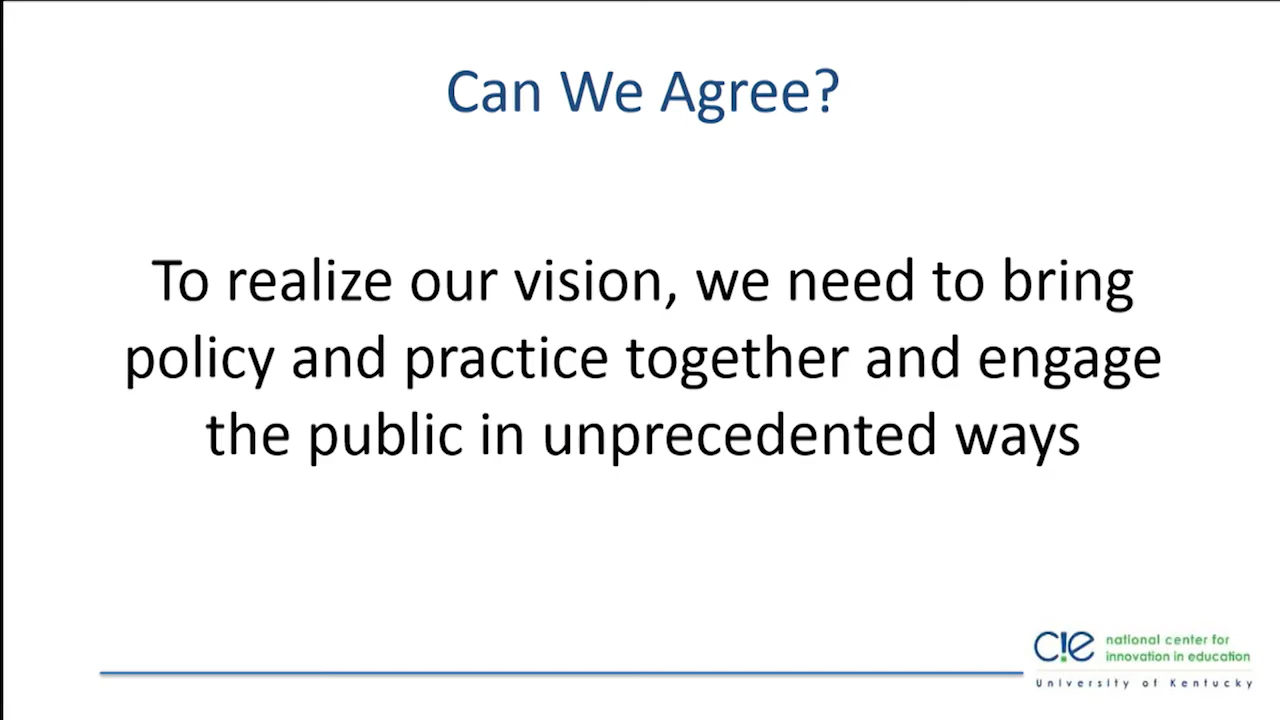 Can We Agree?
To realize our vision, we need to bring
policy and practice together and engage
the public in unprecedented ways
c!e national center for
innovation in education
University of Kentucky